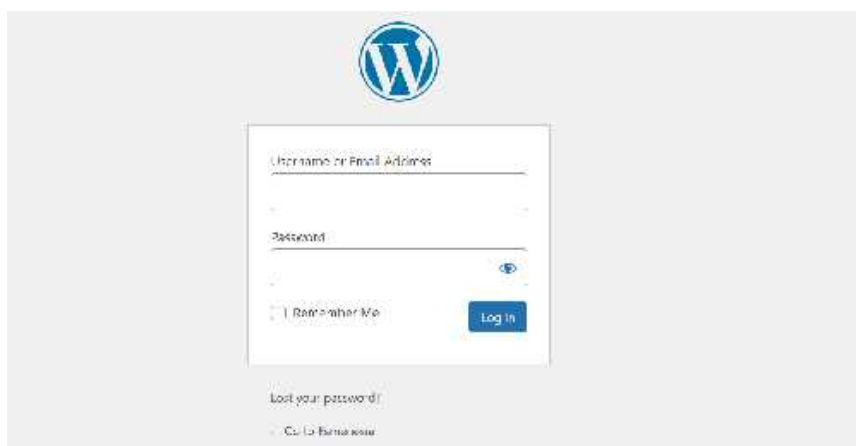 W
Username or Email Address
Password
Remember Me
Log In
Lost your password?
Go to